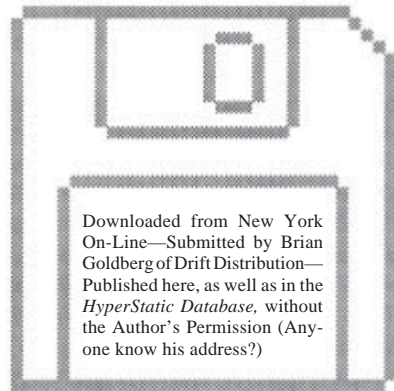 Downloaded from New York
On-Line—Submitted by Brian
Goldberg of Drift Distribution—
Published here, as well as in the
HyperStatic Database, without
the Author's Permission (Any-
one know his address?)